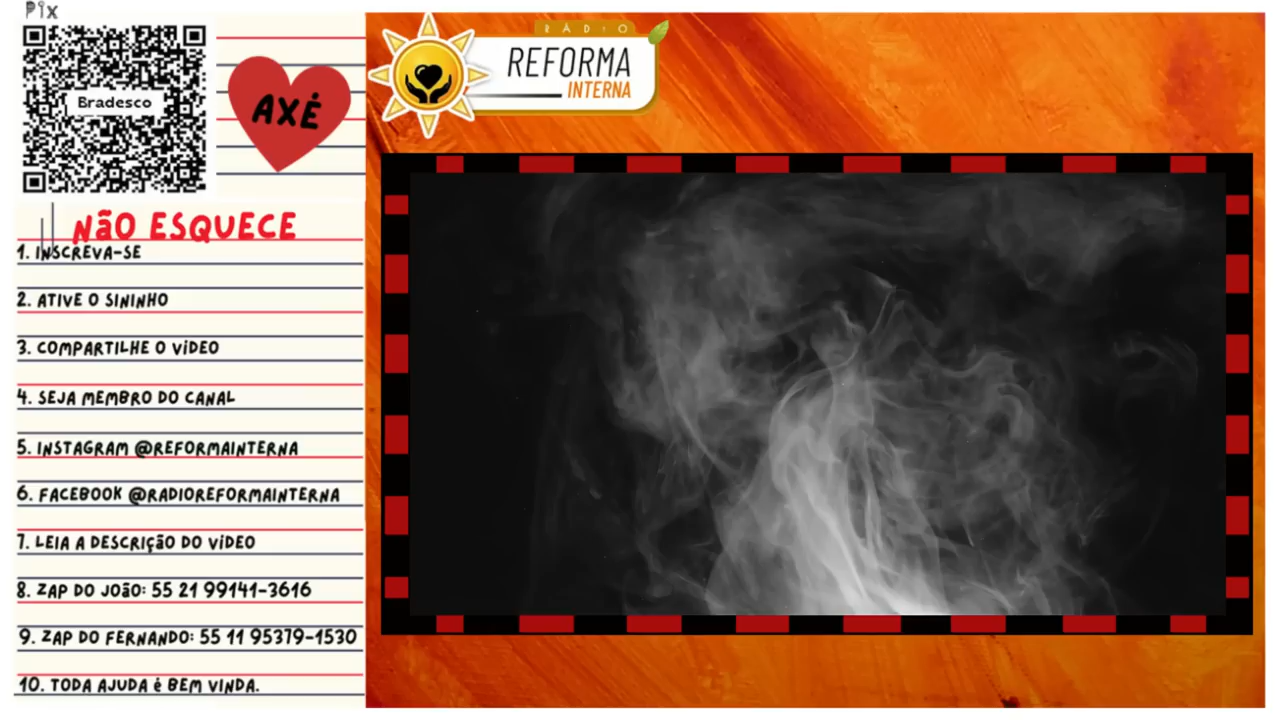 Pix
Bradesco
AXÉ
NãO ESQUECE
1. INSCREVA-SE
2. ATIVE O SININHO
3. COMPARTILHE O VíDEO
4. SEJA MEMBRO DO CANAL
5. INSTAGRAM @REFORMAINTERNA
6. FACEBOOK @RADIOREFORMAINTERNA
7. LEIA A DESCRIÇãO DO VíDEO
8. ZAP DO JOãO: 55 21 99141-3616
9. ZAP DO FERNANDO: 55 11 95379-1530
10. TODA AJUDA é BEM VINDA.
RÁDIO
REFORMA
INTERNA